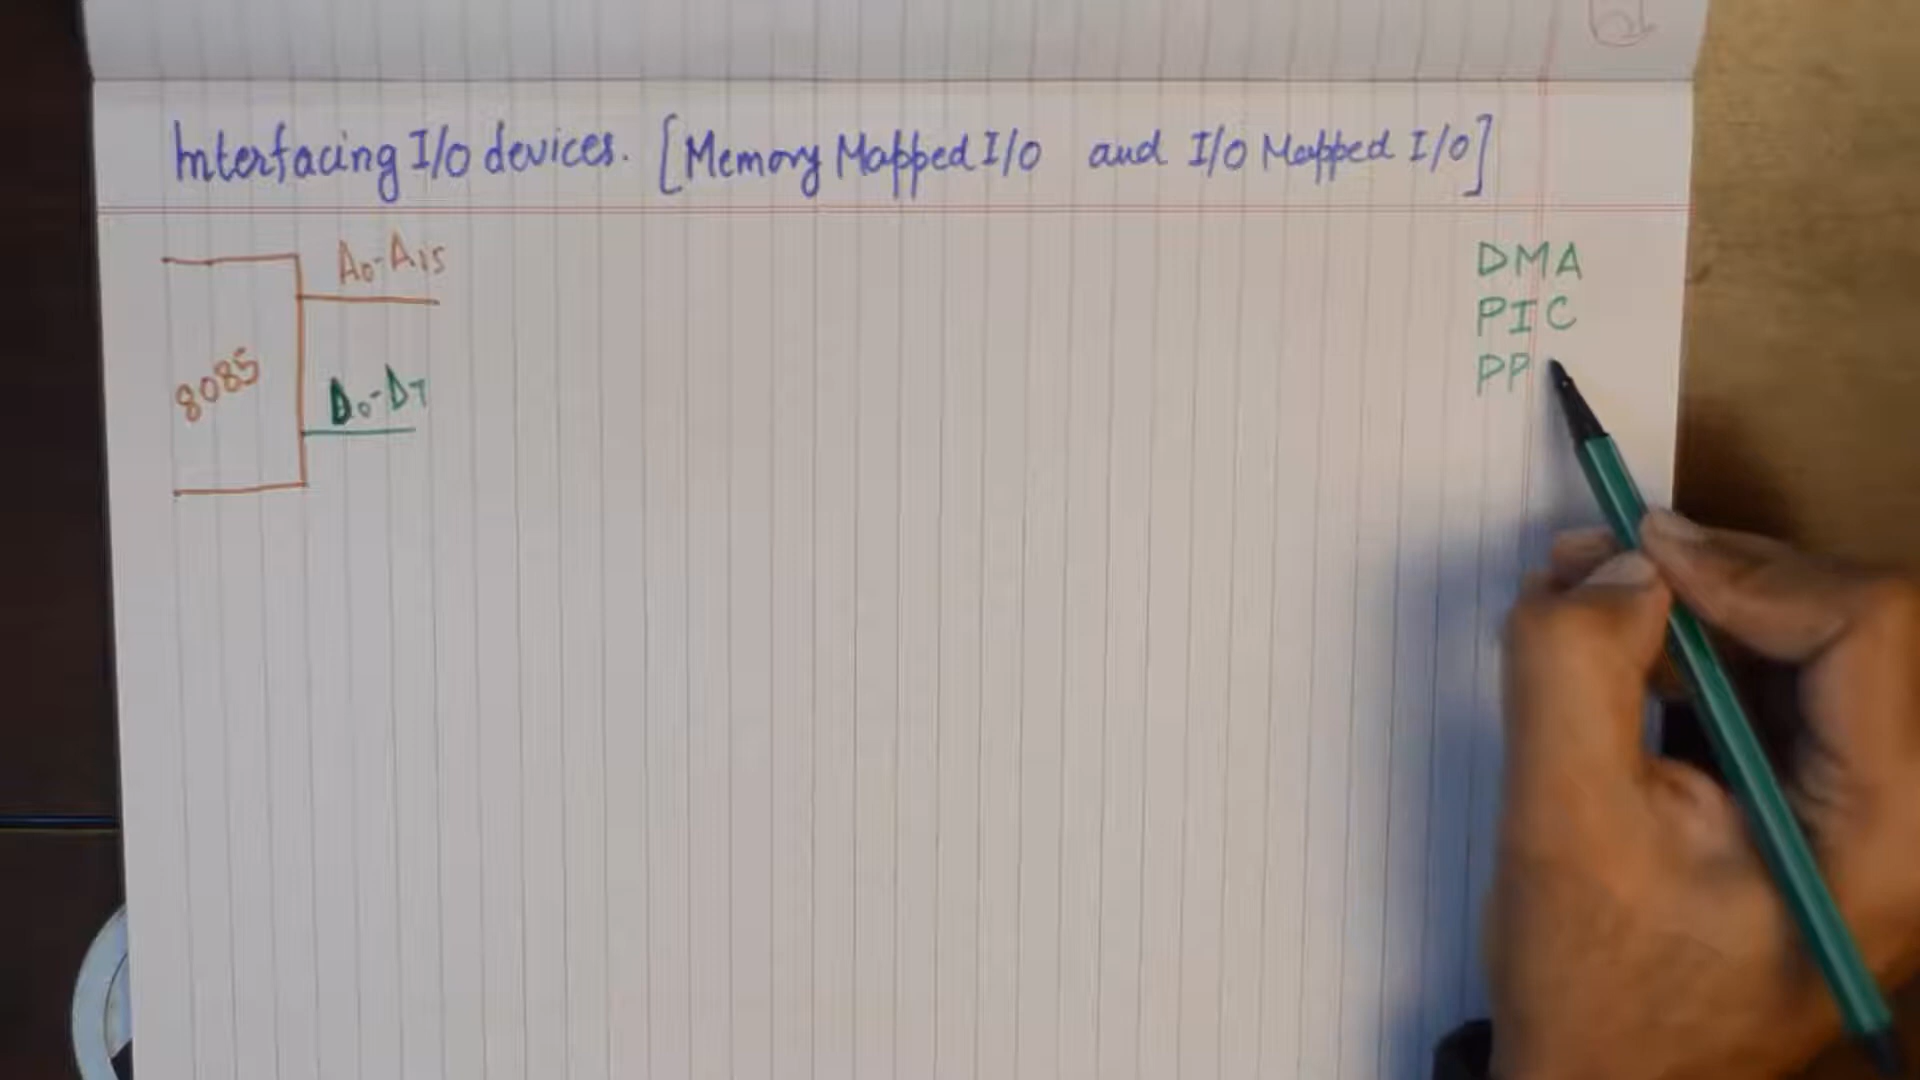 Interfacing I/O devices. [Memory Mapped I/O and I/O Mapped I/O]
A0-A15
8085
D0-D7
DMA
PIC
PP